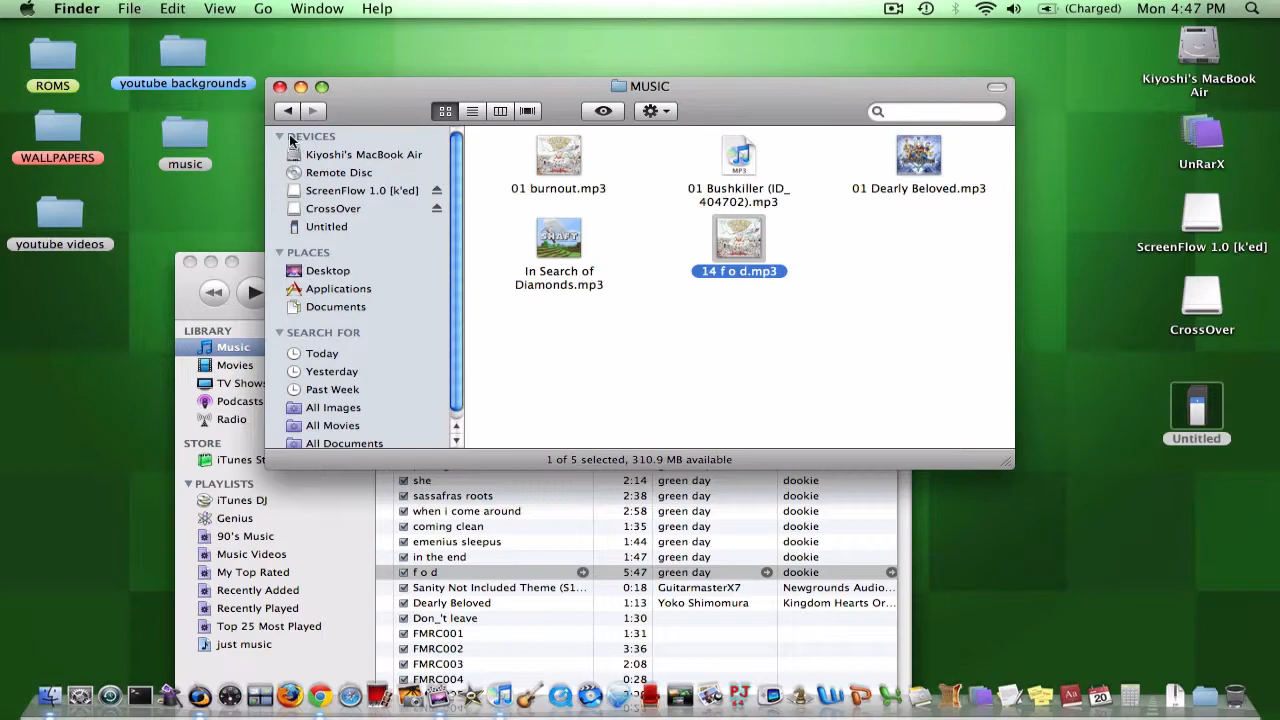 Finder File Edit View Go Window Help (Charged) Mon 4:47 PM
ROMS
youtube backgrounds
WALLPAPERS
music
youtube videos
Kiyoshi's MacBook
Air
UnRarX
ScreenFlow 1.0 [k'ed]
CrossOver
Untitled
MUSIC
DEVICES
Kiyoshi's MacBook Air
Remote Disc
ScreenFlow 1.0 [k'ed]
CrossOver
Untitled
PLACES
Desktop
Applications
Documents
SEARCH FOR
Today
Yesterday
Past Week
All Images
All Movies
All Documents
01 burnout.mp3
MP3
01 Bushkiller (ID_
404702).mp3
01 Dearly Beloved.mp3
SHAFT
In Search of
Diamonds.mp3
14 f o d.mp3
1 of 5 selected, 310.9 MB available
LIBRARY
Music
Movies
TV Shows
Podcasts
Radio
STORE
iTunes St
PLAYLISTS
iTunes DJ
Genius
90's Music
Music Videos
My Top Rated
Recently Added
Recently Played
Top 25 Most Played
just music
she 2:14 green day dookie
sassafras roots 2:38 green day dookie
when i come around 2:58 green day dookie
coming clean 1:35 green day dookie
emenius sleepus 1:44 green day dookie
in the end 1:47 green day dookie
f o d 5:47 green day dookie
Sanity Not Included Theme (S1... 0:18 GuitarmasterX7 Newgrounds Audio...
Dearly Beloved 1:13 Yoko Shimomura Kingdom Hearts Or...
Don_'t leave 1:30
FMRC001 1:31
FMRC002 3:36
FMRC003 2:08
FMRC004
20